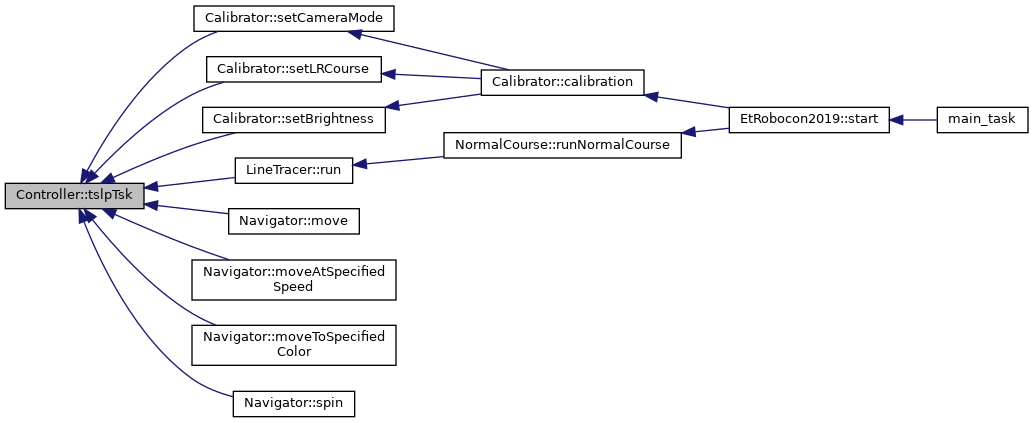 Calibrator::setCameraMode
Calibrator::setLRCourse
Calibrator::calibration
Calibrator::setBrightness
EtRobocon2019::start
main_task
NormalCourse::runNormalCourse
LineTracer::run
Controller::tslpTsk
Navigator::move
Navigator::moveAtSpecified
Speed
Navigator::moveToSpecified
Color
Navigator::spin